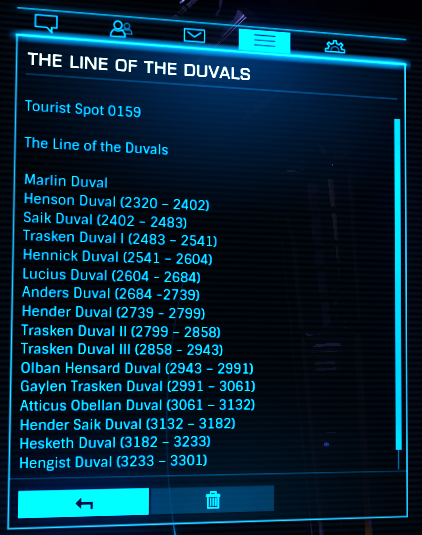 THE LINE OF THE DUVALS
Tourist Spot 0159
The Line of the Duvals
Marlin Duval
Henson Duval (2320 - 2402)
Saik Duval (2402 - 2483)
Trasken Duval I (2483 - 2541)
Hennick Duval (2541 - 2604)
Lucius Duval (2604 - 2684)
Anders Duval (2684 -2739)
Hender Duval (2739 - 2799)
Trasken Duval II (2799 - 2858)
Trasken Duval III (2858 - 2943)
Olban Hensard Duval (2943 - 2991)
Gaylen Trasken Duval (2991 - 3061)
Atticus Obellan Duval (3061 - 3132)
Hender Saik Duval (3132 - 3182)
Hesketh Duval (3182 - 3233)
Hengist Duval (3233 - 3301)